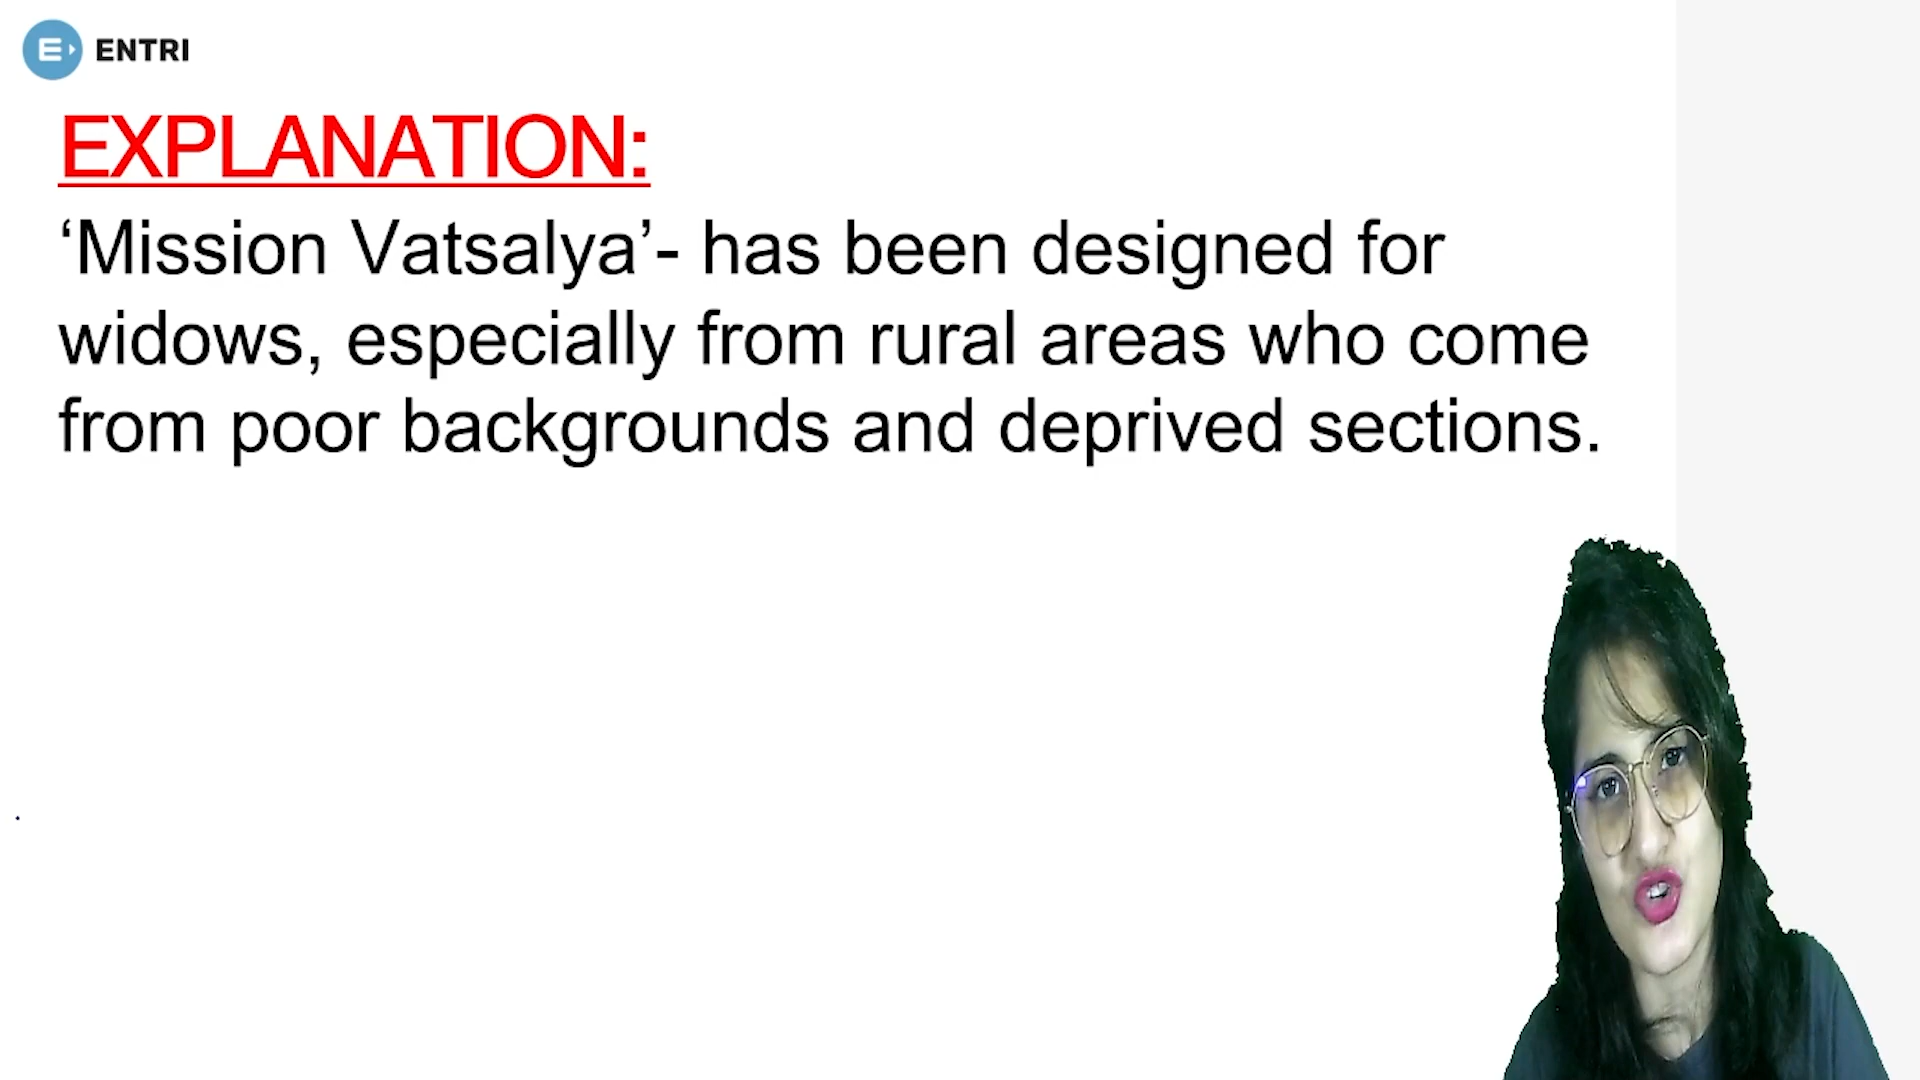 ENTRI
EXPLANATION:
‘Mission Vatsalya’- has been designed for
widows, especially from rural areas who come
from poor backgrounds and deprived sections.